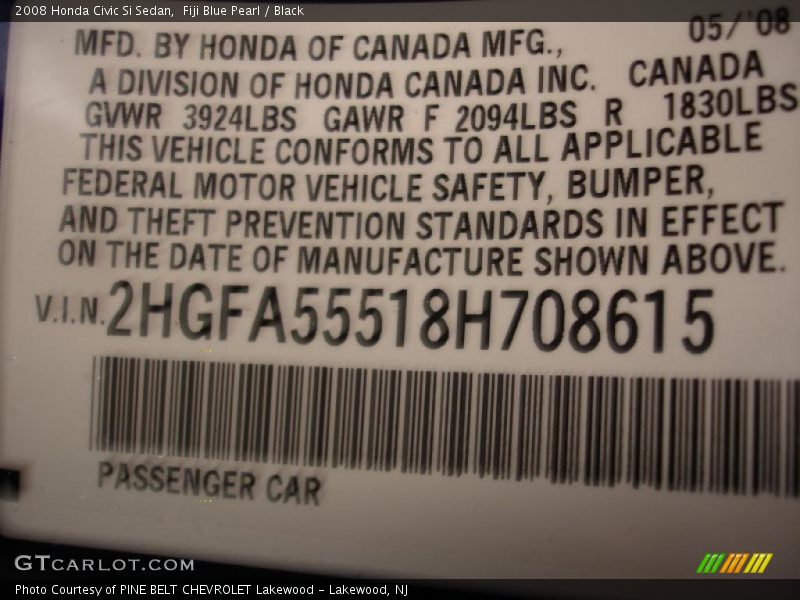 2008 Honda Civic Si Sedan,  Fiji Blue Pearl / Black
05/'08
MFD. BY HONDA OF CANADA MFG.,
A DIVISION OF HONDA CANADA INC. CANADA
GVWR 3924LBS GAWR F 2094LBS R 1830LBS
THIS VEHICLE CONFORMS TO ALL APPLICABLE
FEDERAL MOTOR VEHICLE SAFETY, BUMPER,
AND THEFT PREVENTION STANDARDS IN EFFECT
ON THE DATE OF MANUFACTURE SHOWN ABOVE.
V.I.N. 2HGFA55518H708615
PASSENGER CAR
GTCARLOT.COM
Photo Courtesy of PINE BELT CHEVROLET Lakewood - Lakewood, NJ